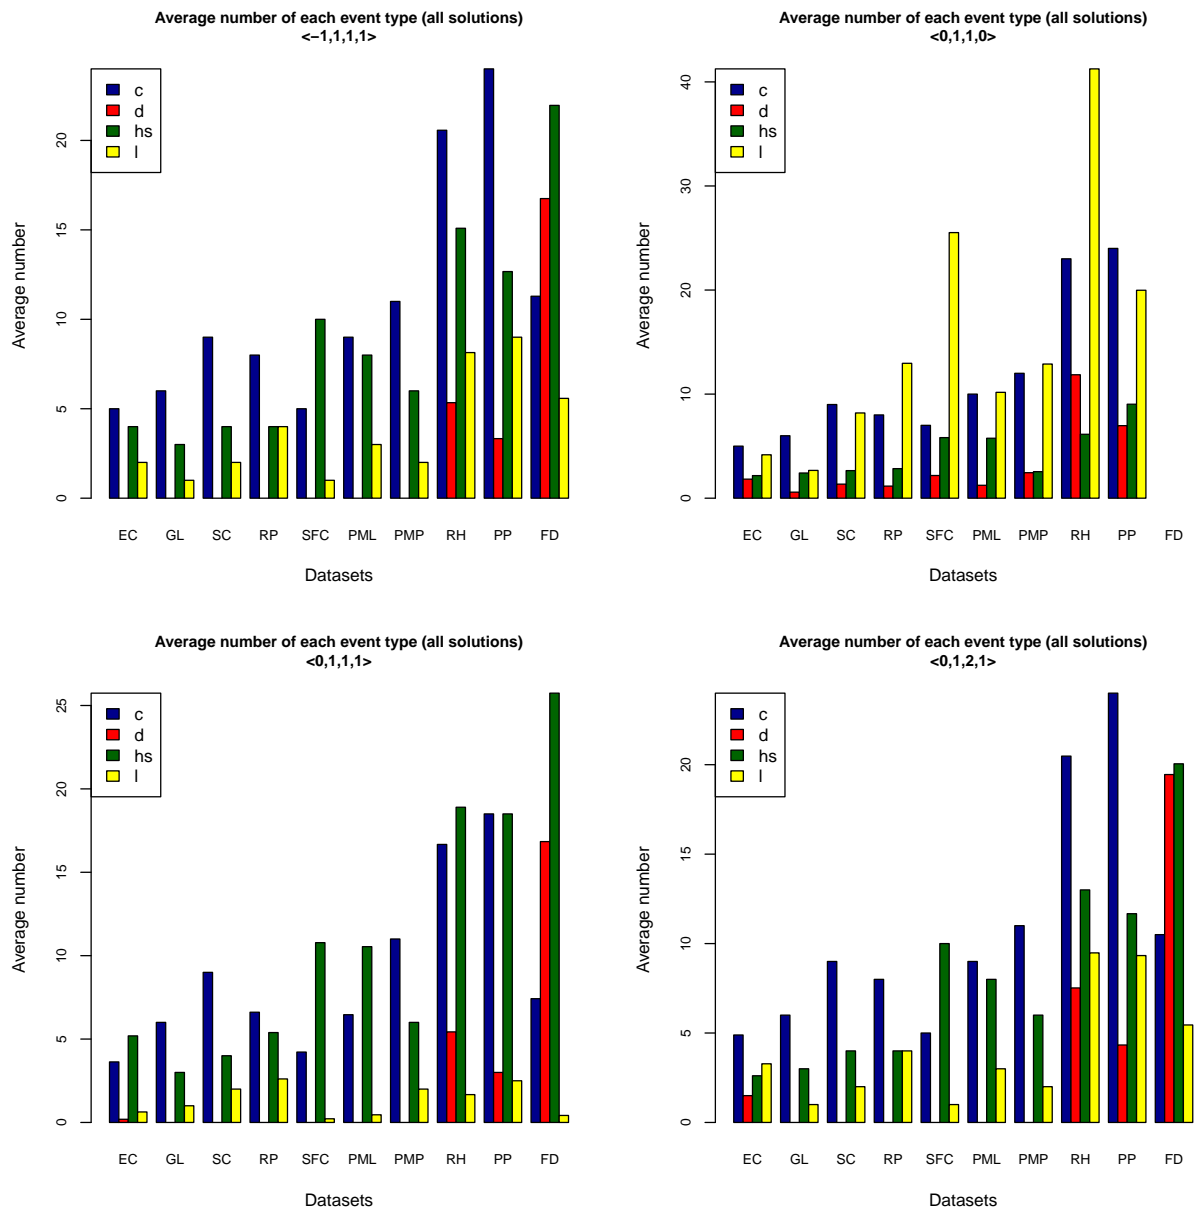 Average number of each event type (all solutions)
<−1,1,1,1>
c
d
hs
l
Average number
0 5 10 15 20
EC GL SC RP SFC PML PMP RH PP FD
Datasets
Average number of each event type (all solutions)
<0,1,1,0>
c
d
hs
l
Average number
0 10 20 30 40
EC GL SC RP SFC PML PMP RH PP FD
Datasets
Average number of each event type (all solutions)
<0,1,1,1>
c
d
hs
l
Average number
0 5 10 15 20 25
EC GL SC RP SFC PML PMP RH PP FD
Datasets
Average number of each event type (all solutions)
<0,1,2,1>
c
d
hs
l
Average number
0 5 10 15 20
EC GL SC RP SFC PML PMP RH PP FD
Datasets